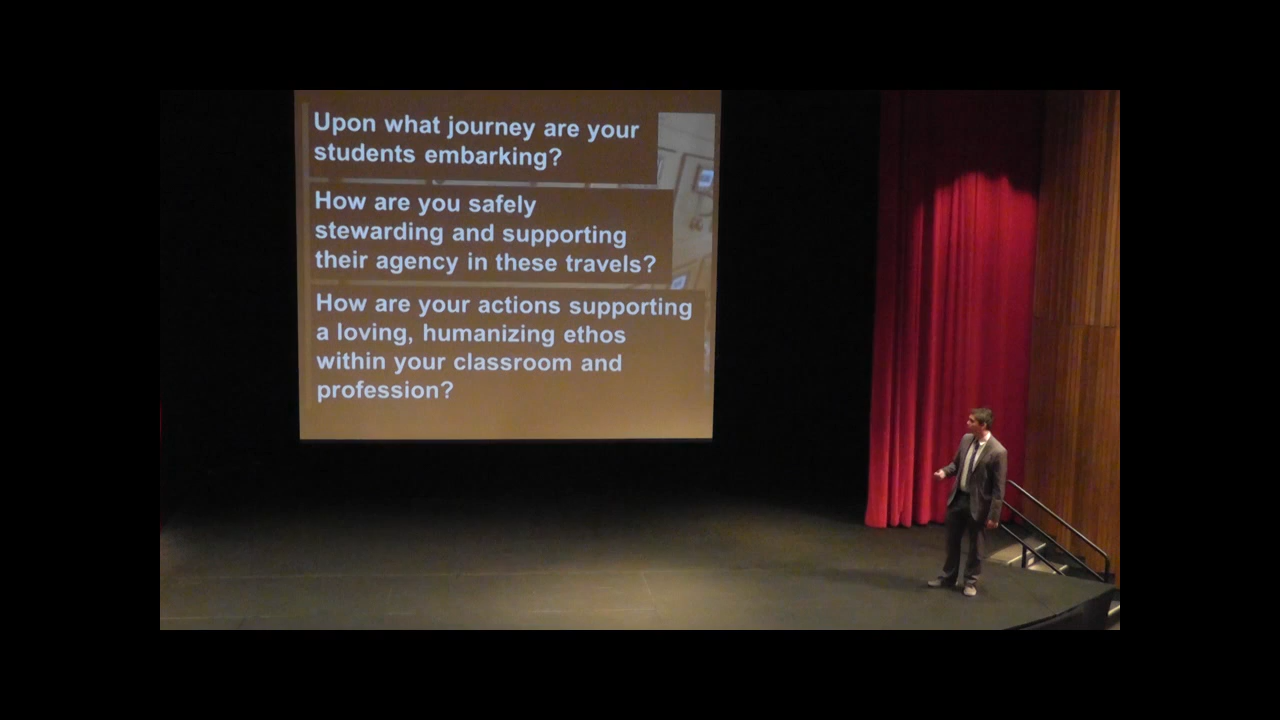 Upon what journey are your
students embarking?
How are you safely
stewarding and supporting
their agency in these travels?
How are your actions supporting
a loving, humanizing ethos
within your classroom and
profession?